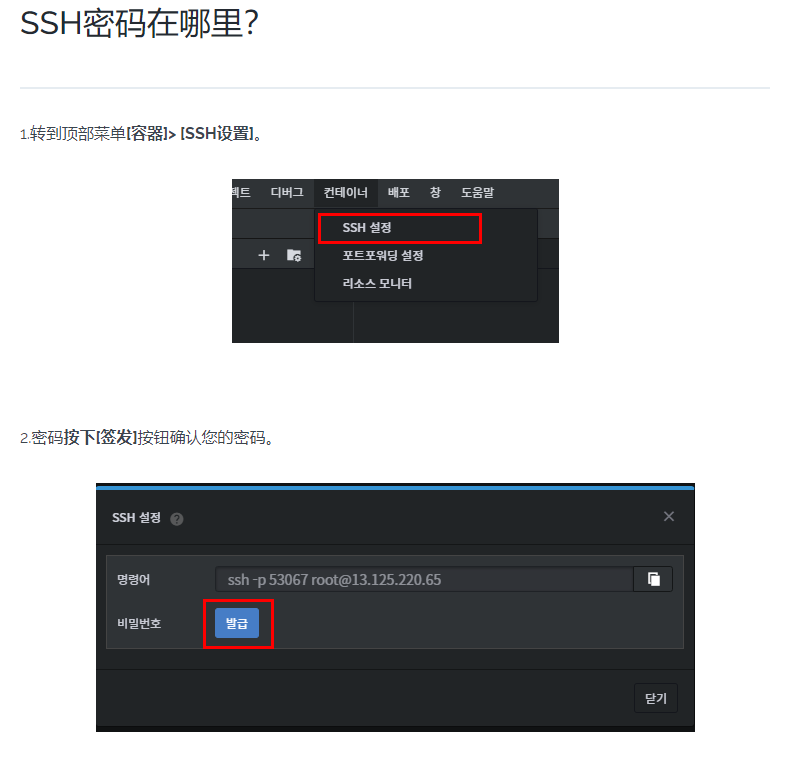 SSH密码在哪里?
1.转到顶部菜单[容器]> [SSH设置]。
젝트 디버그 컨테이너 배포 창 도움말
SSH 설정
포트포워딩 설정
리소스 모니터
2.密码按下[签发]按钮确认您的密码。
SSH 설정
명령어 ssh -p 53067 root@13.125.220.65
비밀번호 발급
닫기